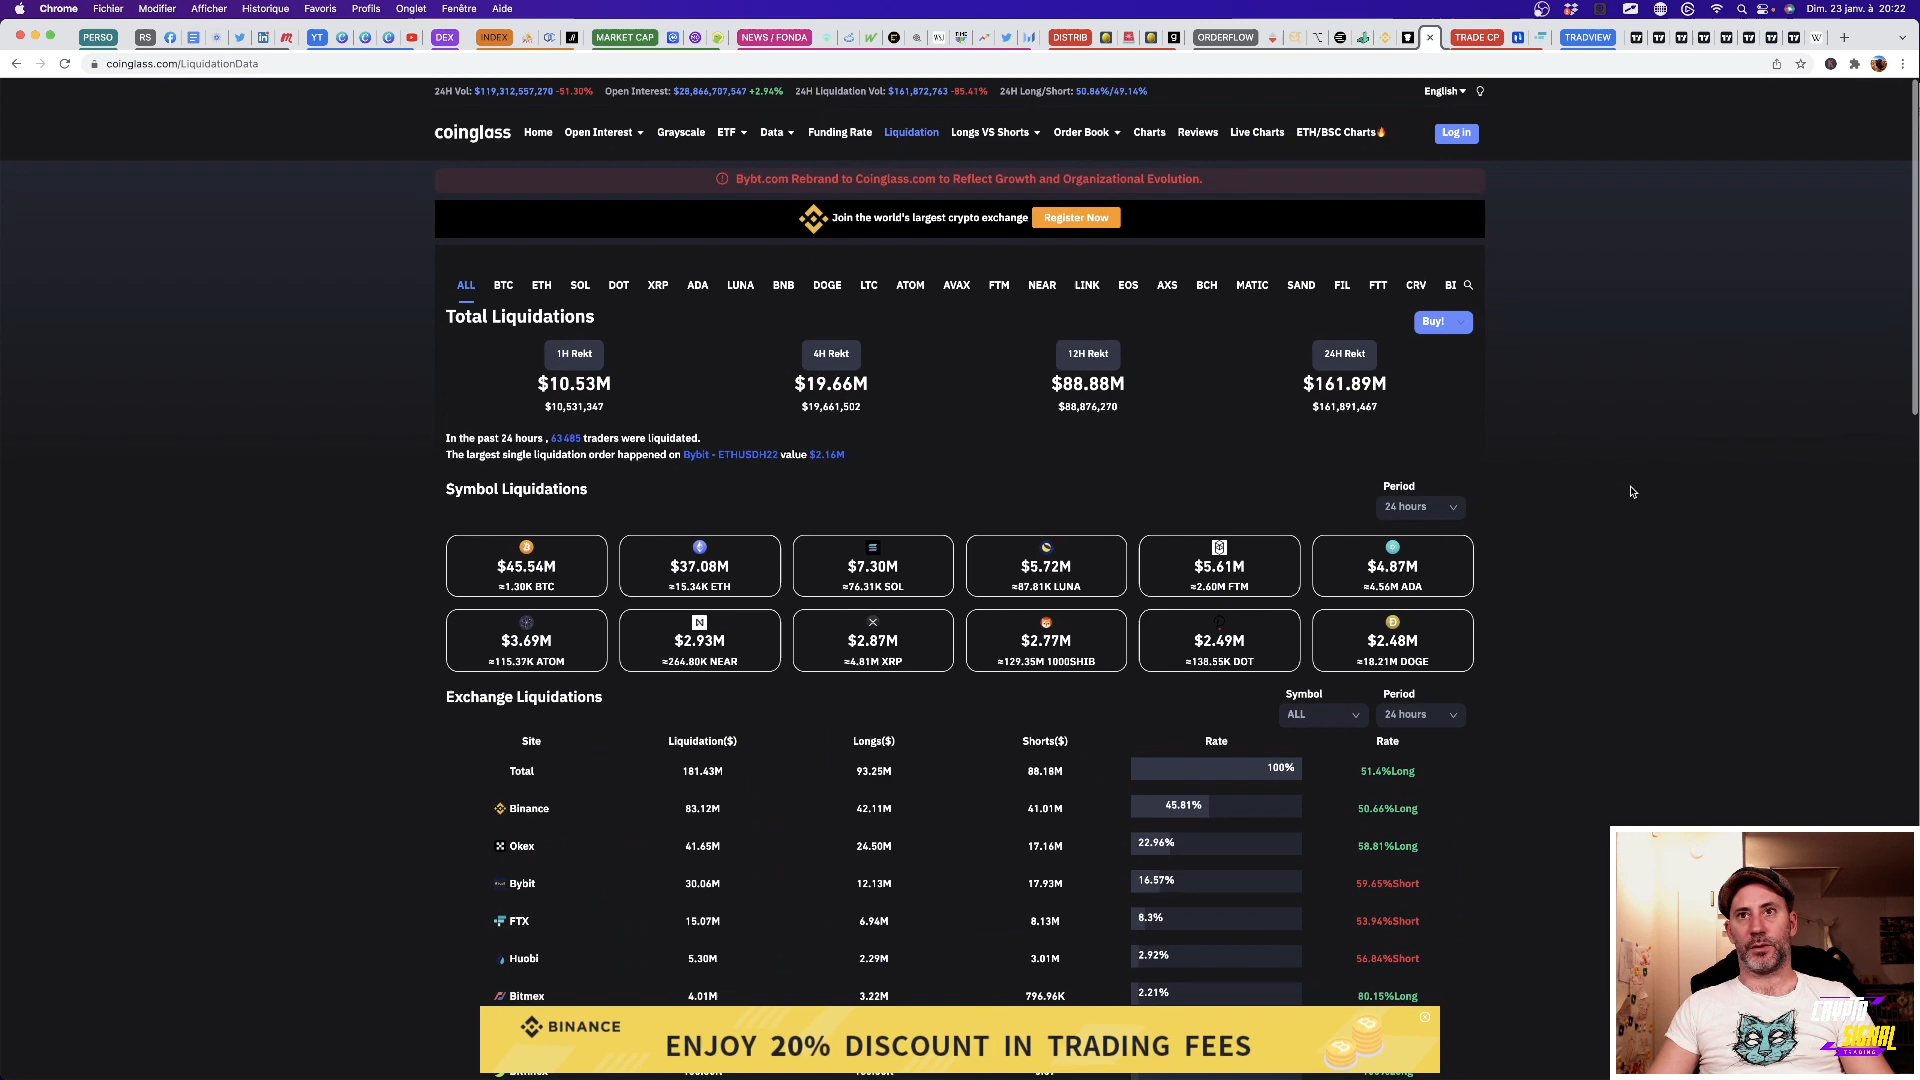 Chrome Fichier Modifier Afficher Historique Favoris Profils Onglet Fenêtre Aide Dim. 23 janv. à 20:22
PERSO RS YT DEX INDEX MARKET CAP NEWS / FONDA DISTRIB ORDERFLOW TRADE CP TRADVIEW
coinglass.com/LiquidationData
24H Vol: $119,312,557,270 -51.30% Open Interest: $28,866,707,547 +2.94% 24H Liquidation Vol: $161,872,763 -85.41% 24H Long/Short: 50.86%/49.14% English
coinglass Home Open Interest Grayscale ETF Data Funding Rate Liquidation Longs VS Shorts Order Book Charts Reviews Live Charts ETH/BSC Charts Log in
Bybt.com Rebrand to Coinglass.com to Reflect Growth and Organizational Evolution.
Join the world's largest crypto exchange Register Now
ALL BTC ETH SOL DOT XRP ADA LUNA BNB DOGE LTC ATOM AVAX FTM NEAR LINK EOS AXS BCH MATIC SAND FIL FTT CRV BI
Total Liquidations Buy!
1H Rekt 4H Rekt 12H Rekt 24H Rekt
$10.53M $19.66M $88.88M $161.89M
$10,531,347 $19,661,502 $88,876,270 $161,891,467
In the past 24 hours , 63 485 traders were liquidated.
The largest single liquidation order happened on Bybit - ETHUSDH22 value $2.16M
Symbol Liquidations Period
24 hours
$45.54M $37.08M $7.30M $5.72M $5.61M $4.87M
≈1.30K BTC ≈15.34K ETH ≈76.31K SOL ≈87.81K LUNA ≈2.60M FTM ≈4.56M ADA
$3.69M $2.93M $2.87M $2.77M $2.49M $2.48M
≈115.37K ATOM ≈264.80K NEAR ≈4.81M XRP ≈129.35M 1000SHIB ≈138.55K DOT ≈18.21M DOGE
Exchange Liquidations Symbol Period
ALL 24 hours
Site Liquidation($) Longs($) Shorts($) Rate Rate
Total 181.43M 93.25M 88.18M 100% 51.4%Long
Binance 83.12M 42.11M 41.01M 45.81% 50.66%Long
Okex 41.65M 24.50M 17.16M 22.96% 58.81%Long
Bybit 30.06M 12.13M 17.93M 16.57% 59.65%Short
FTX 15.07M 6.94M 8.13M 8.3% 53.94%Short
Huobi 5.30M 2.29M 3.01M 2.92% 56.84%Short
Bitmex 4.01M 3.22M 796.96K 2.21% 80.15%Long
BINANCE ENJOY 20% DISCOUNT IN TRADING FEES
CRYPTO
SIGNAL
TRADING